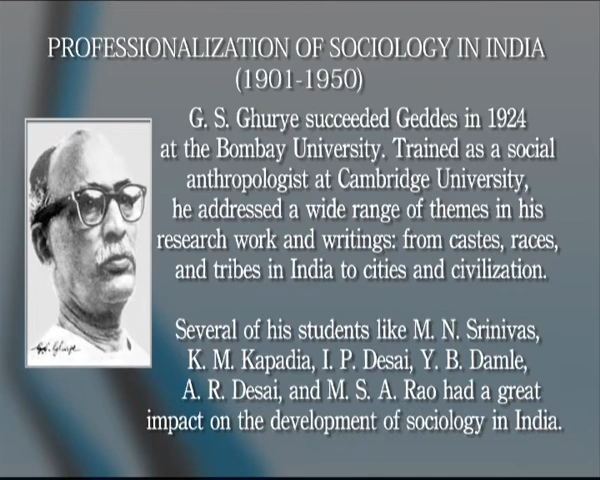 PROFESSIONALIZATION OF SOCIOLOGY IN INDIA
(1901-1950)
G. S. Ghurye succeeded Geddes in 1924
at the Bombay University. Trained as a social
anthropologist at Cambridge University,
he addressed a wide range of themes in his
research work and writings: from castes, races,
and tribes in India to cities and civilization.
G. S. Ghurye
Several of his students like M. N. Srinivas,
K. M. Kapadia, I. P. Desai, Y. B. Damle,
A. R. Desai, and M. S. A. Rao had a great
impact on the development of sociology in India.